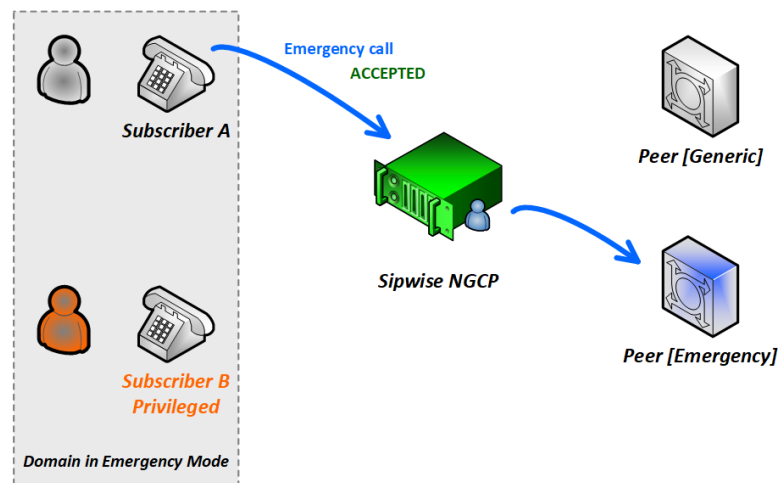 Emergency call
ACCEPTED
Subscriber A
Peer [Generic]
Sipwise NGCP
Peer [Emergency]
Subscriber B
Privileged
Domain in Emergency Mode